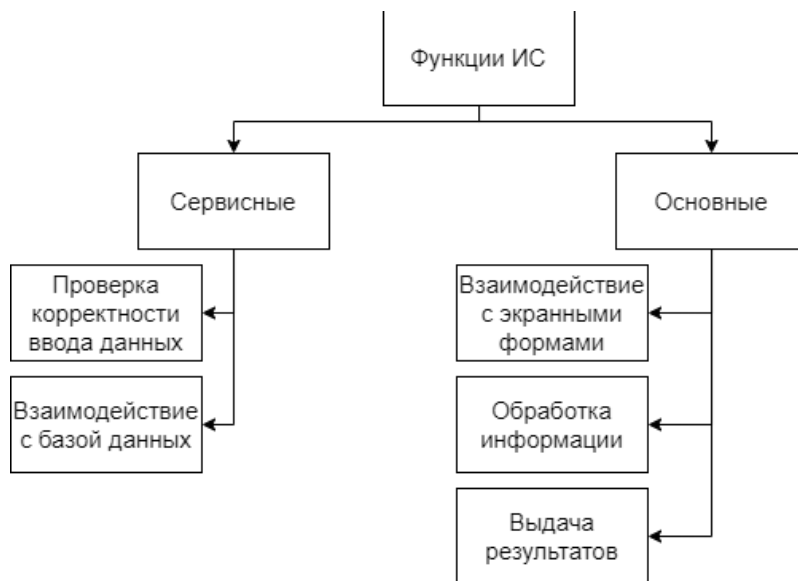 Функции ИС
Сервисные
Основные
Проверка
корректности
ввода данных
Взаимодействие
с базой данных
Взаимодействие
с экранными
формами
Обработка
информации
Выдача
результатов